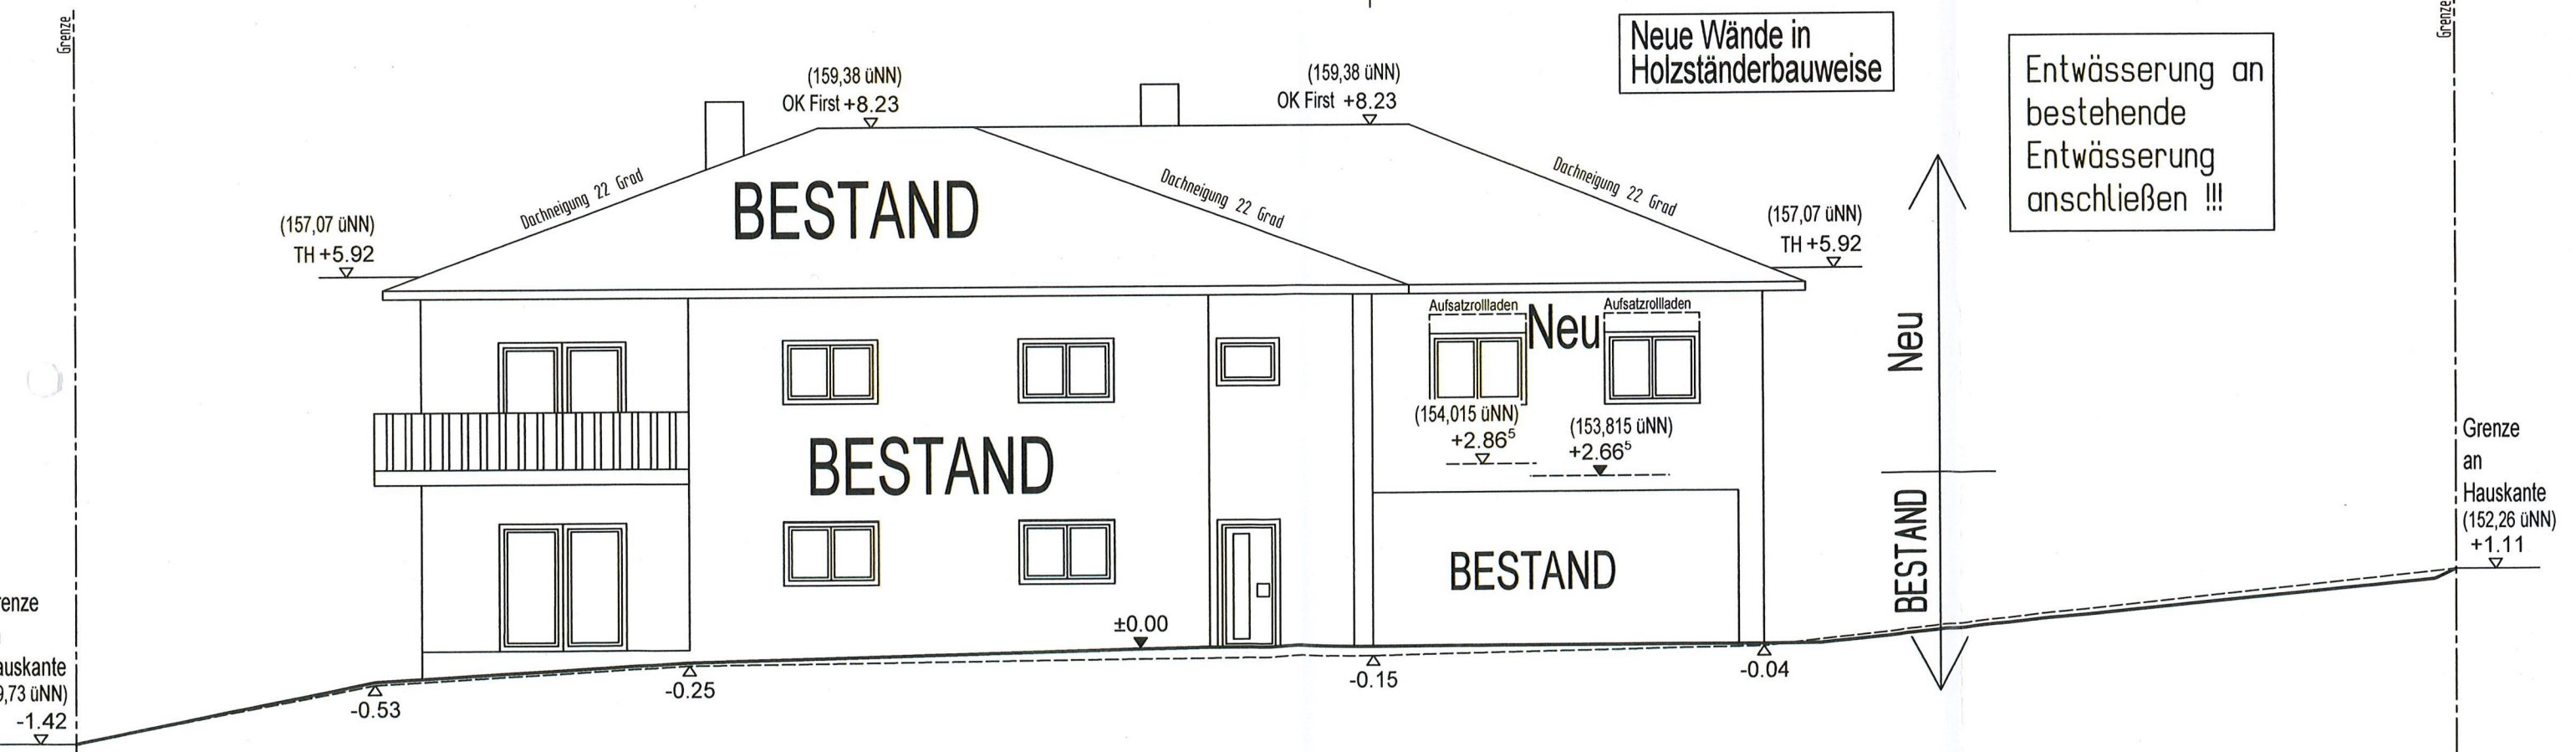 Grenze
Grenze
Neue Wände in
Holzständerbauweise
Entwässerung an
bestehende
Entwässerung
anschließen !!!
(159,38 üNN)
OK First +8.23
(159,38 üNN)
OK First +8.23
Dachneigung 22 Grad
BESTAND
Dachneigung 22 Grad
Dachneigung 22 Grad
(157,07 üNN)
TH +5.92
(157,07 üNN)
TH +5.92
Aufsatzrollladen
Neu
Aufsatzrollladen
Neu
(154,015 üNN)
+2.86⁵
(153,815 üNN)
+2.66⁵
BESTAND
BESTAND
BESTAND
Grenze
an
Hauskante
(152,26 üNN)
+1.11
±0.00
renze
auskante
9,73 üNN)
-1.42
-0.53
-0.25
-0.15
-0.04